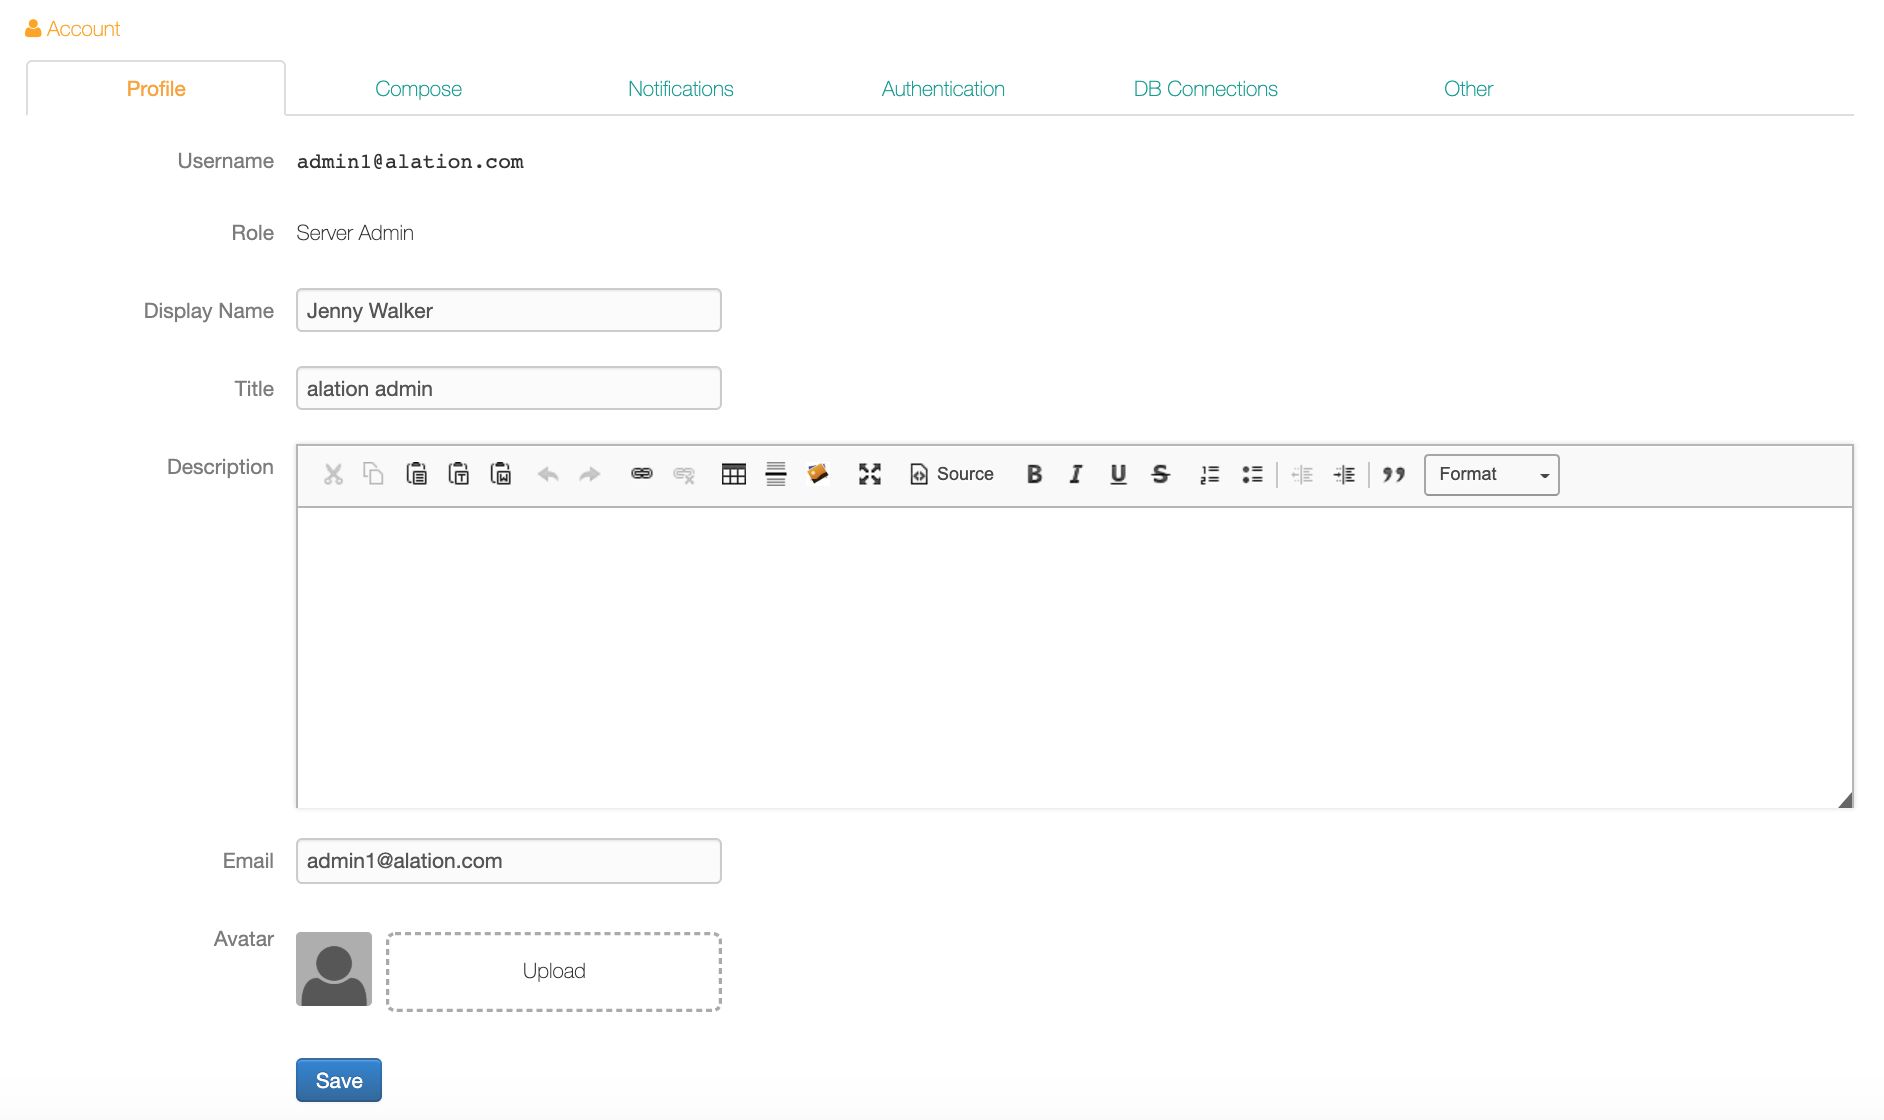 Account
Profile Compose Notifications Authentication DB Connections Other
Username admin1@alation.com
Role Server Admin
Display Name Jenny Walker
Title alation admin
Description Source B I U S Format
Email admin1@alation.com
Avatar Upload
Save